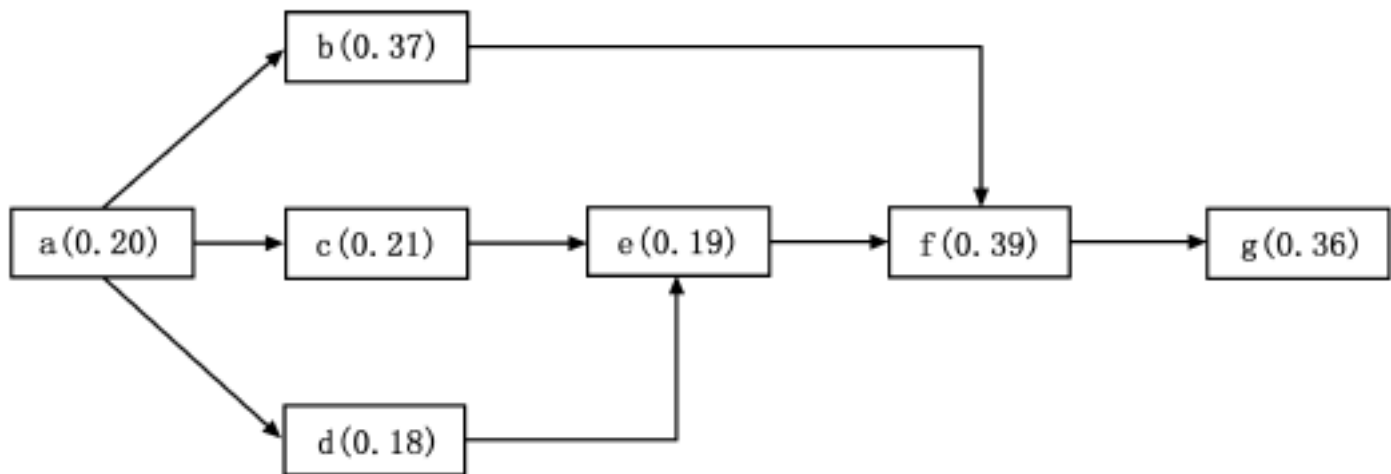 b(0.37)
a(0.20)
c(0.21)
e(0.19)
f(0.39)
g(0.36)
d(0.18)